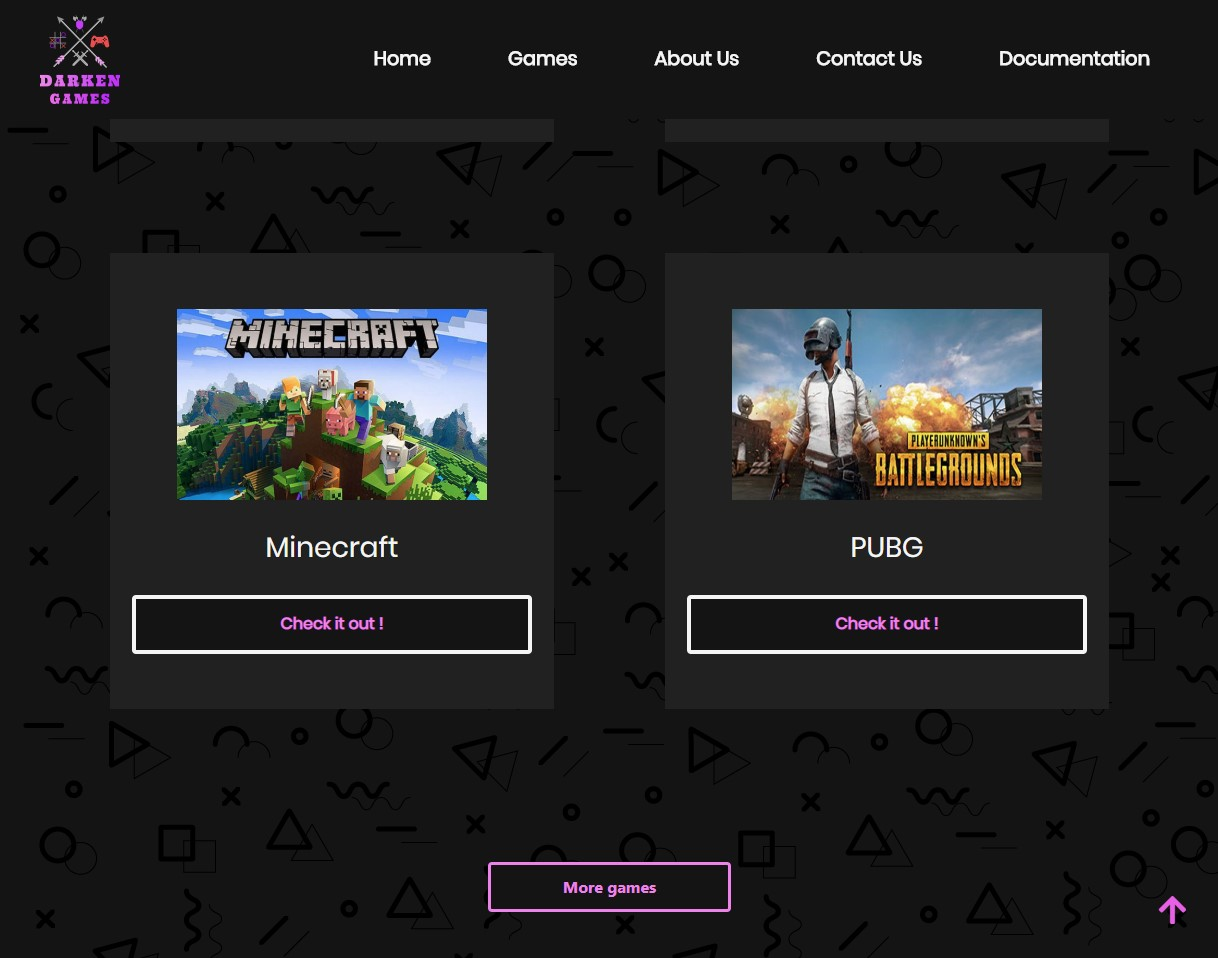 DARKEN
GAMES
Home
Games
About Us
Contact Us
Documentation
MINECRAFT
PLAYERUNKNOWN'S
BATTLEGROUNDS
Minecraft
PUBG
Check it out !
Check it out !
More games